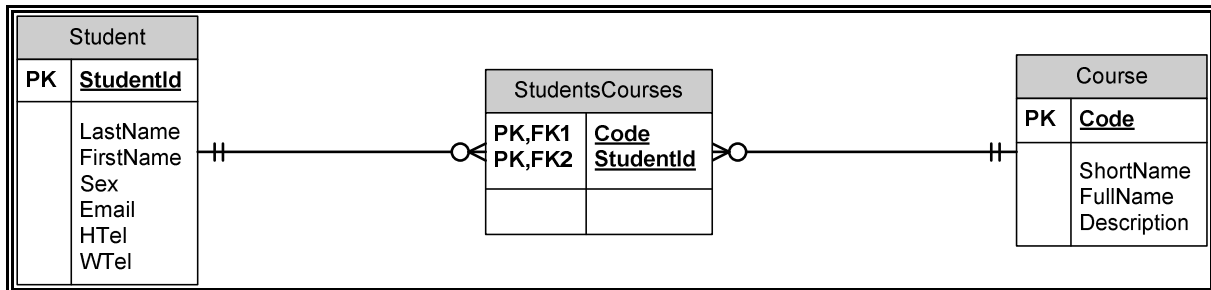 Student
PK StudentId
LastName
FirstName
Sex
Email
HTel
WTel
StudentsCourses
PK,FK1 Code
PK,FK2 StudentId
Course
PK Code
ShortName
FullName
Description